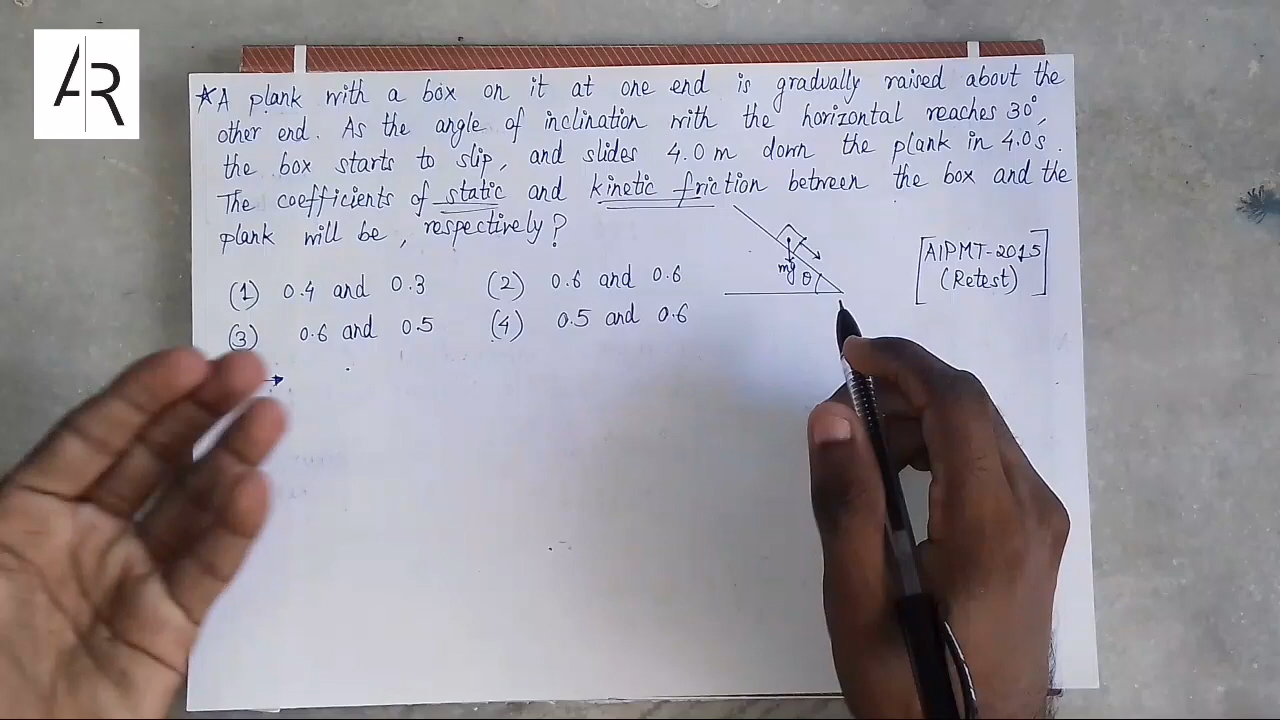 AR
★ A plank with a box on it at one end is gradually raised about the
other end. As the angle of inclination with the horizontal reaches 30°,
the box starts to slip, and slides 4.0 m down the plank in 4.0s.
The coefficients of static and kinetic friction between the box and the
plank will be, respectively?
(1) 0.4 and 0.3 (2) 0.6 and 0.6
(3) 0.6 and 0.5 (4) 0.5 and 0.6
mg θ
[AIPMT-2015
(Retest)]